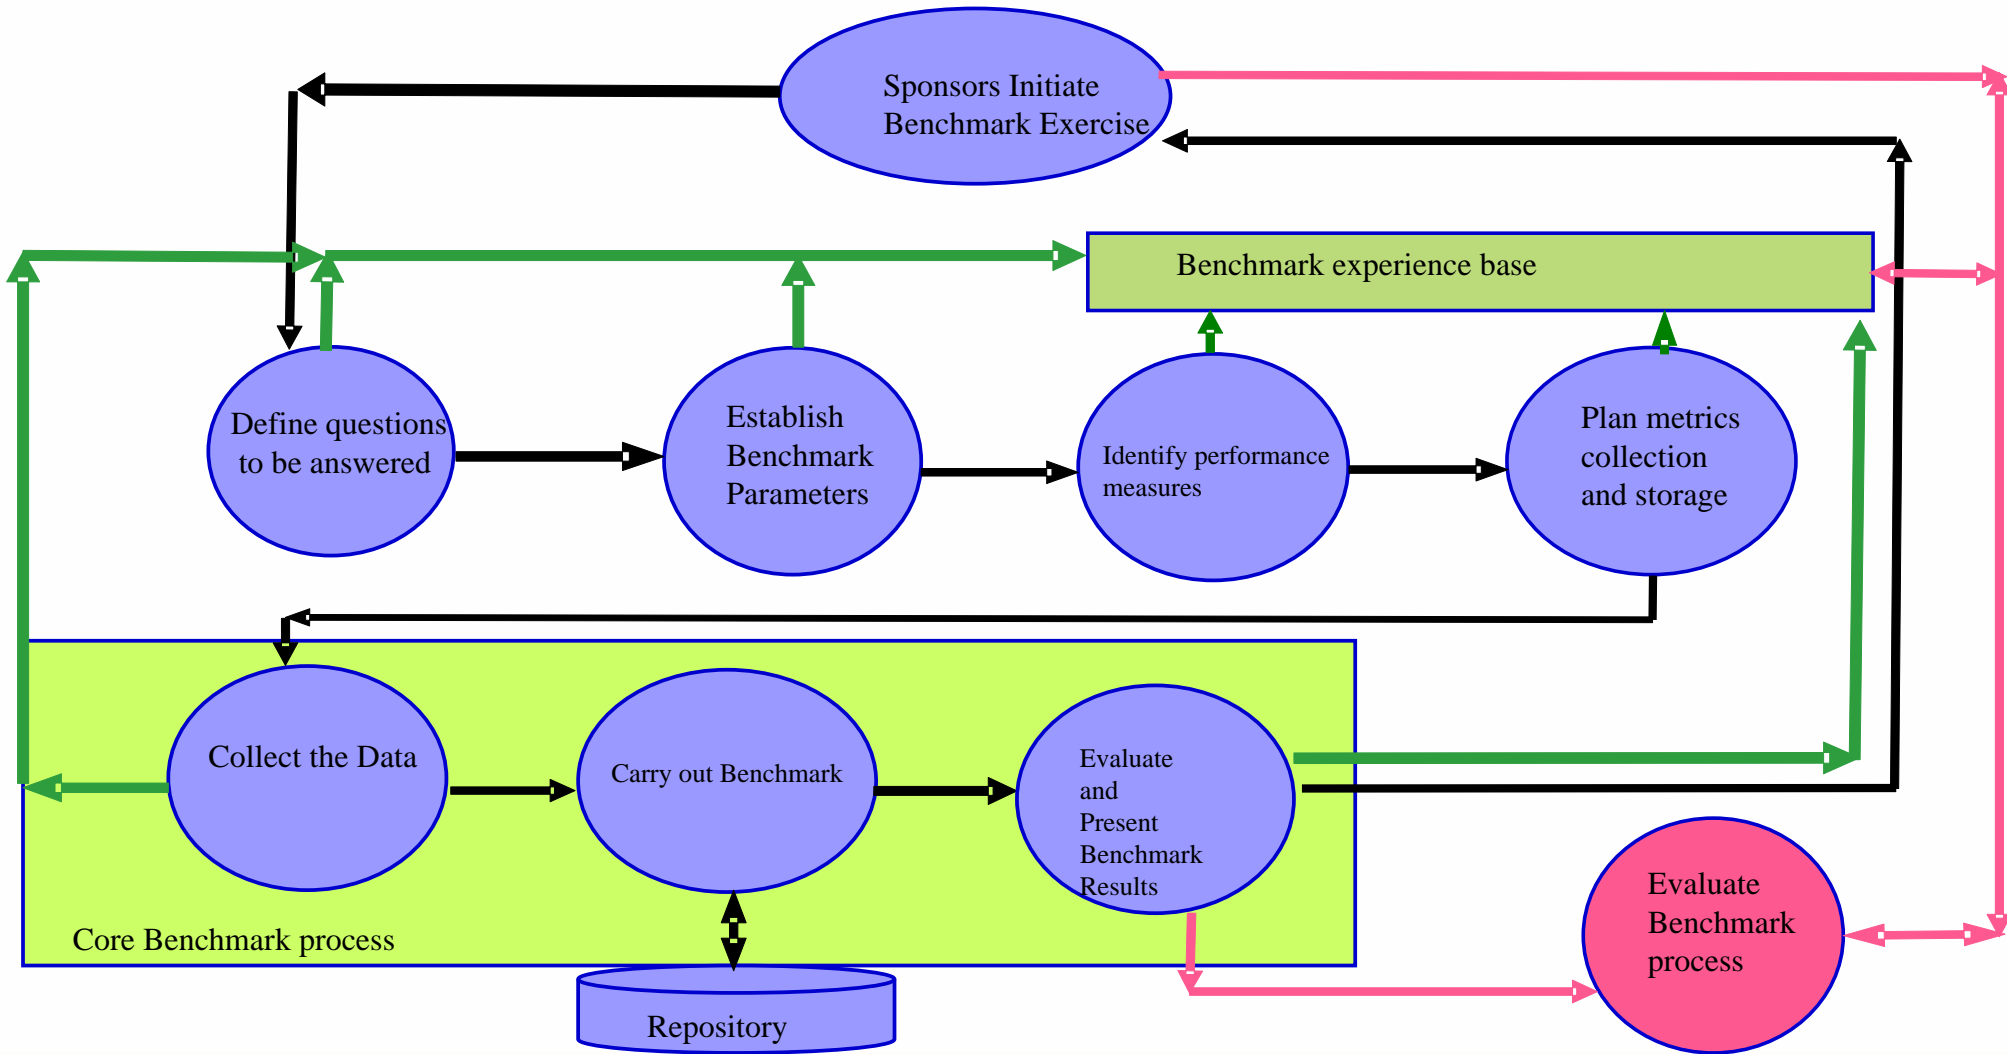 Sponsors Initiate
Benchmark Exercise
Benchmark experience base
Define questions
to be answered
Establish
Benchmark
Parameters
Identify performance
measures
Plan metrics
collection
and storage
Collect the Data
Carry out Benchmark
Evaluate
and
Present
Benchmark
Results
Core Benchmark process
Evaluate
Benchmark
process
Repository